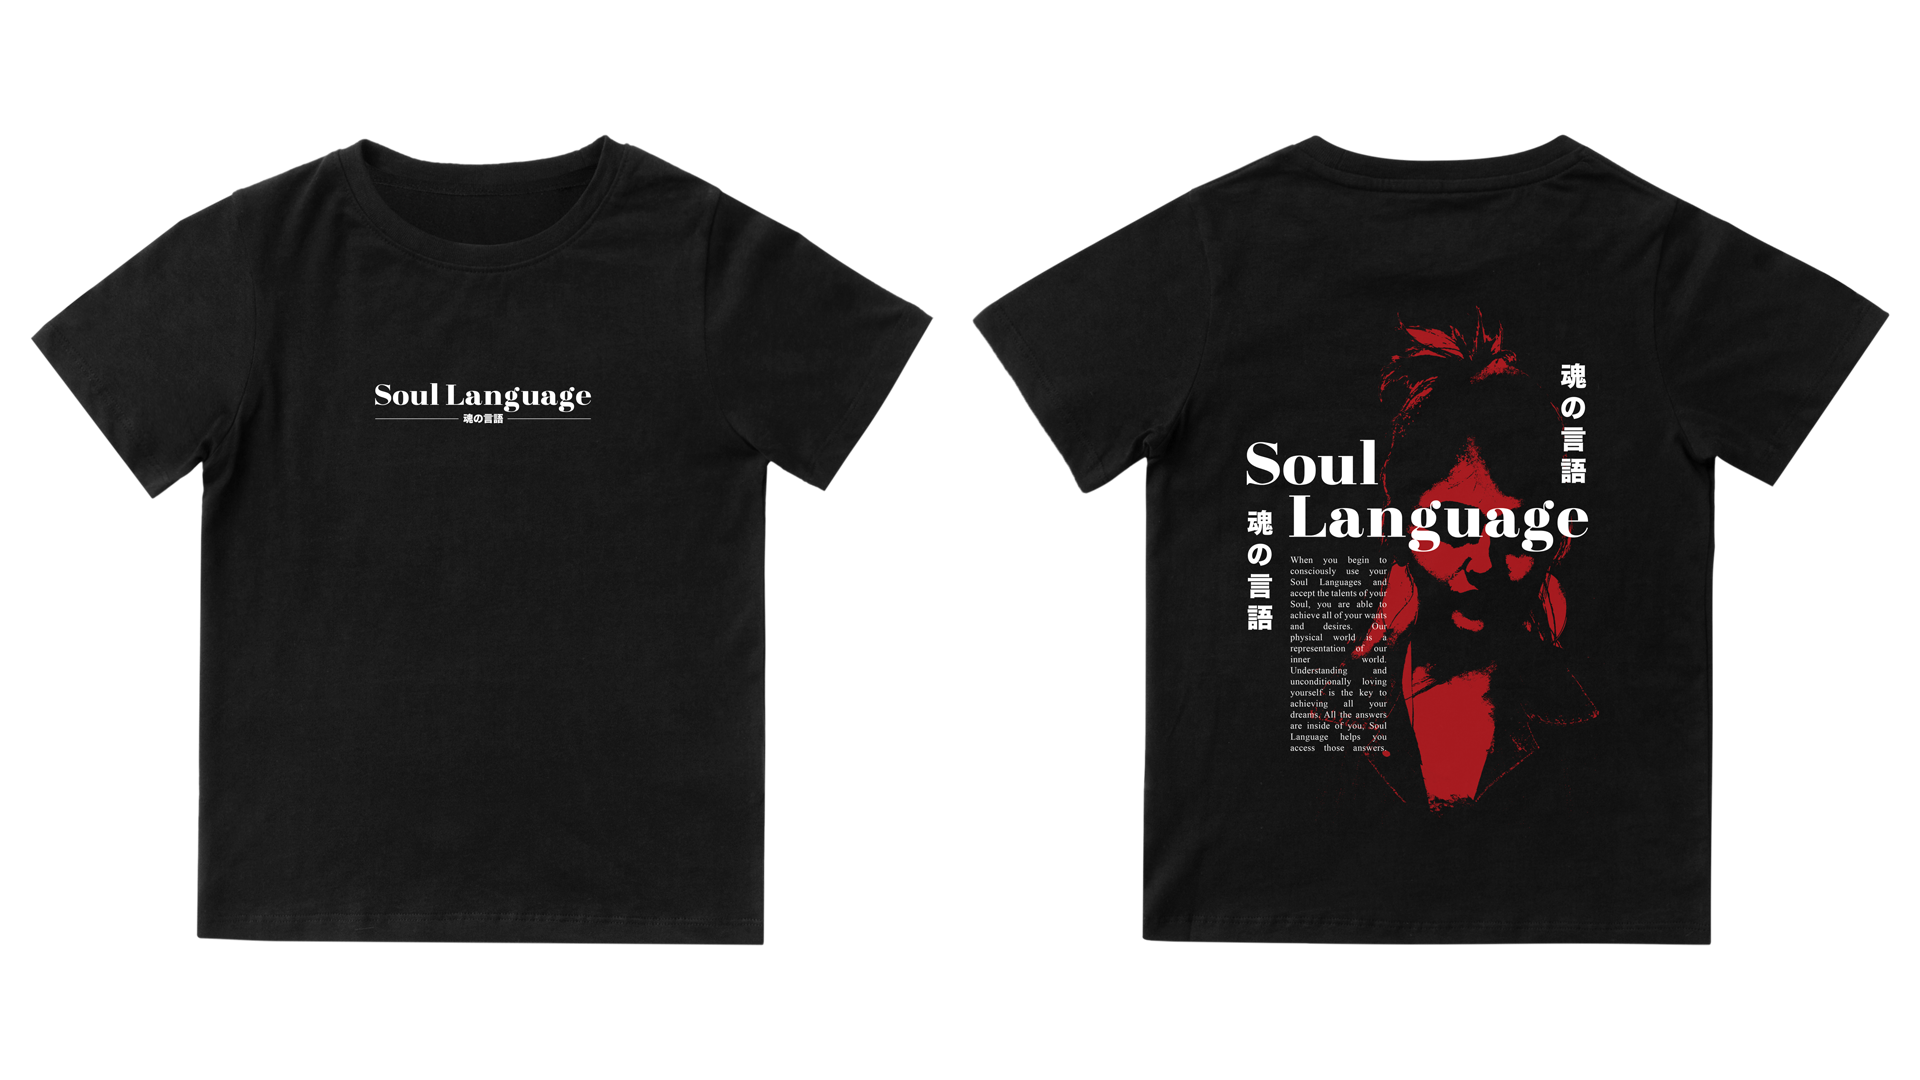 Soul Language
魂の言語
魂の言語
Soul
Language
魂の言語
When you begin to
consciously use your
Soul Languages and
accept the talents of your
Soul, you are able to
achieve all of your wants
and desires. Our
physical world is a
representation of our
inner world.
Understanding and
unconditionally loving
yourself is the key to
achieving all your
dreams. All the answers
are inside of you, Soul
Language helps you
access those answers.